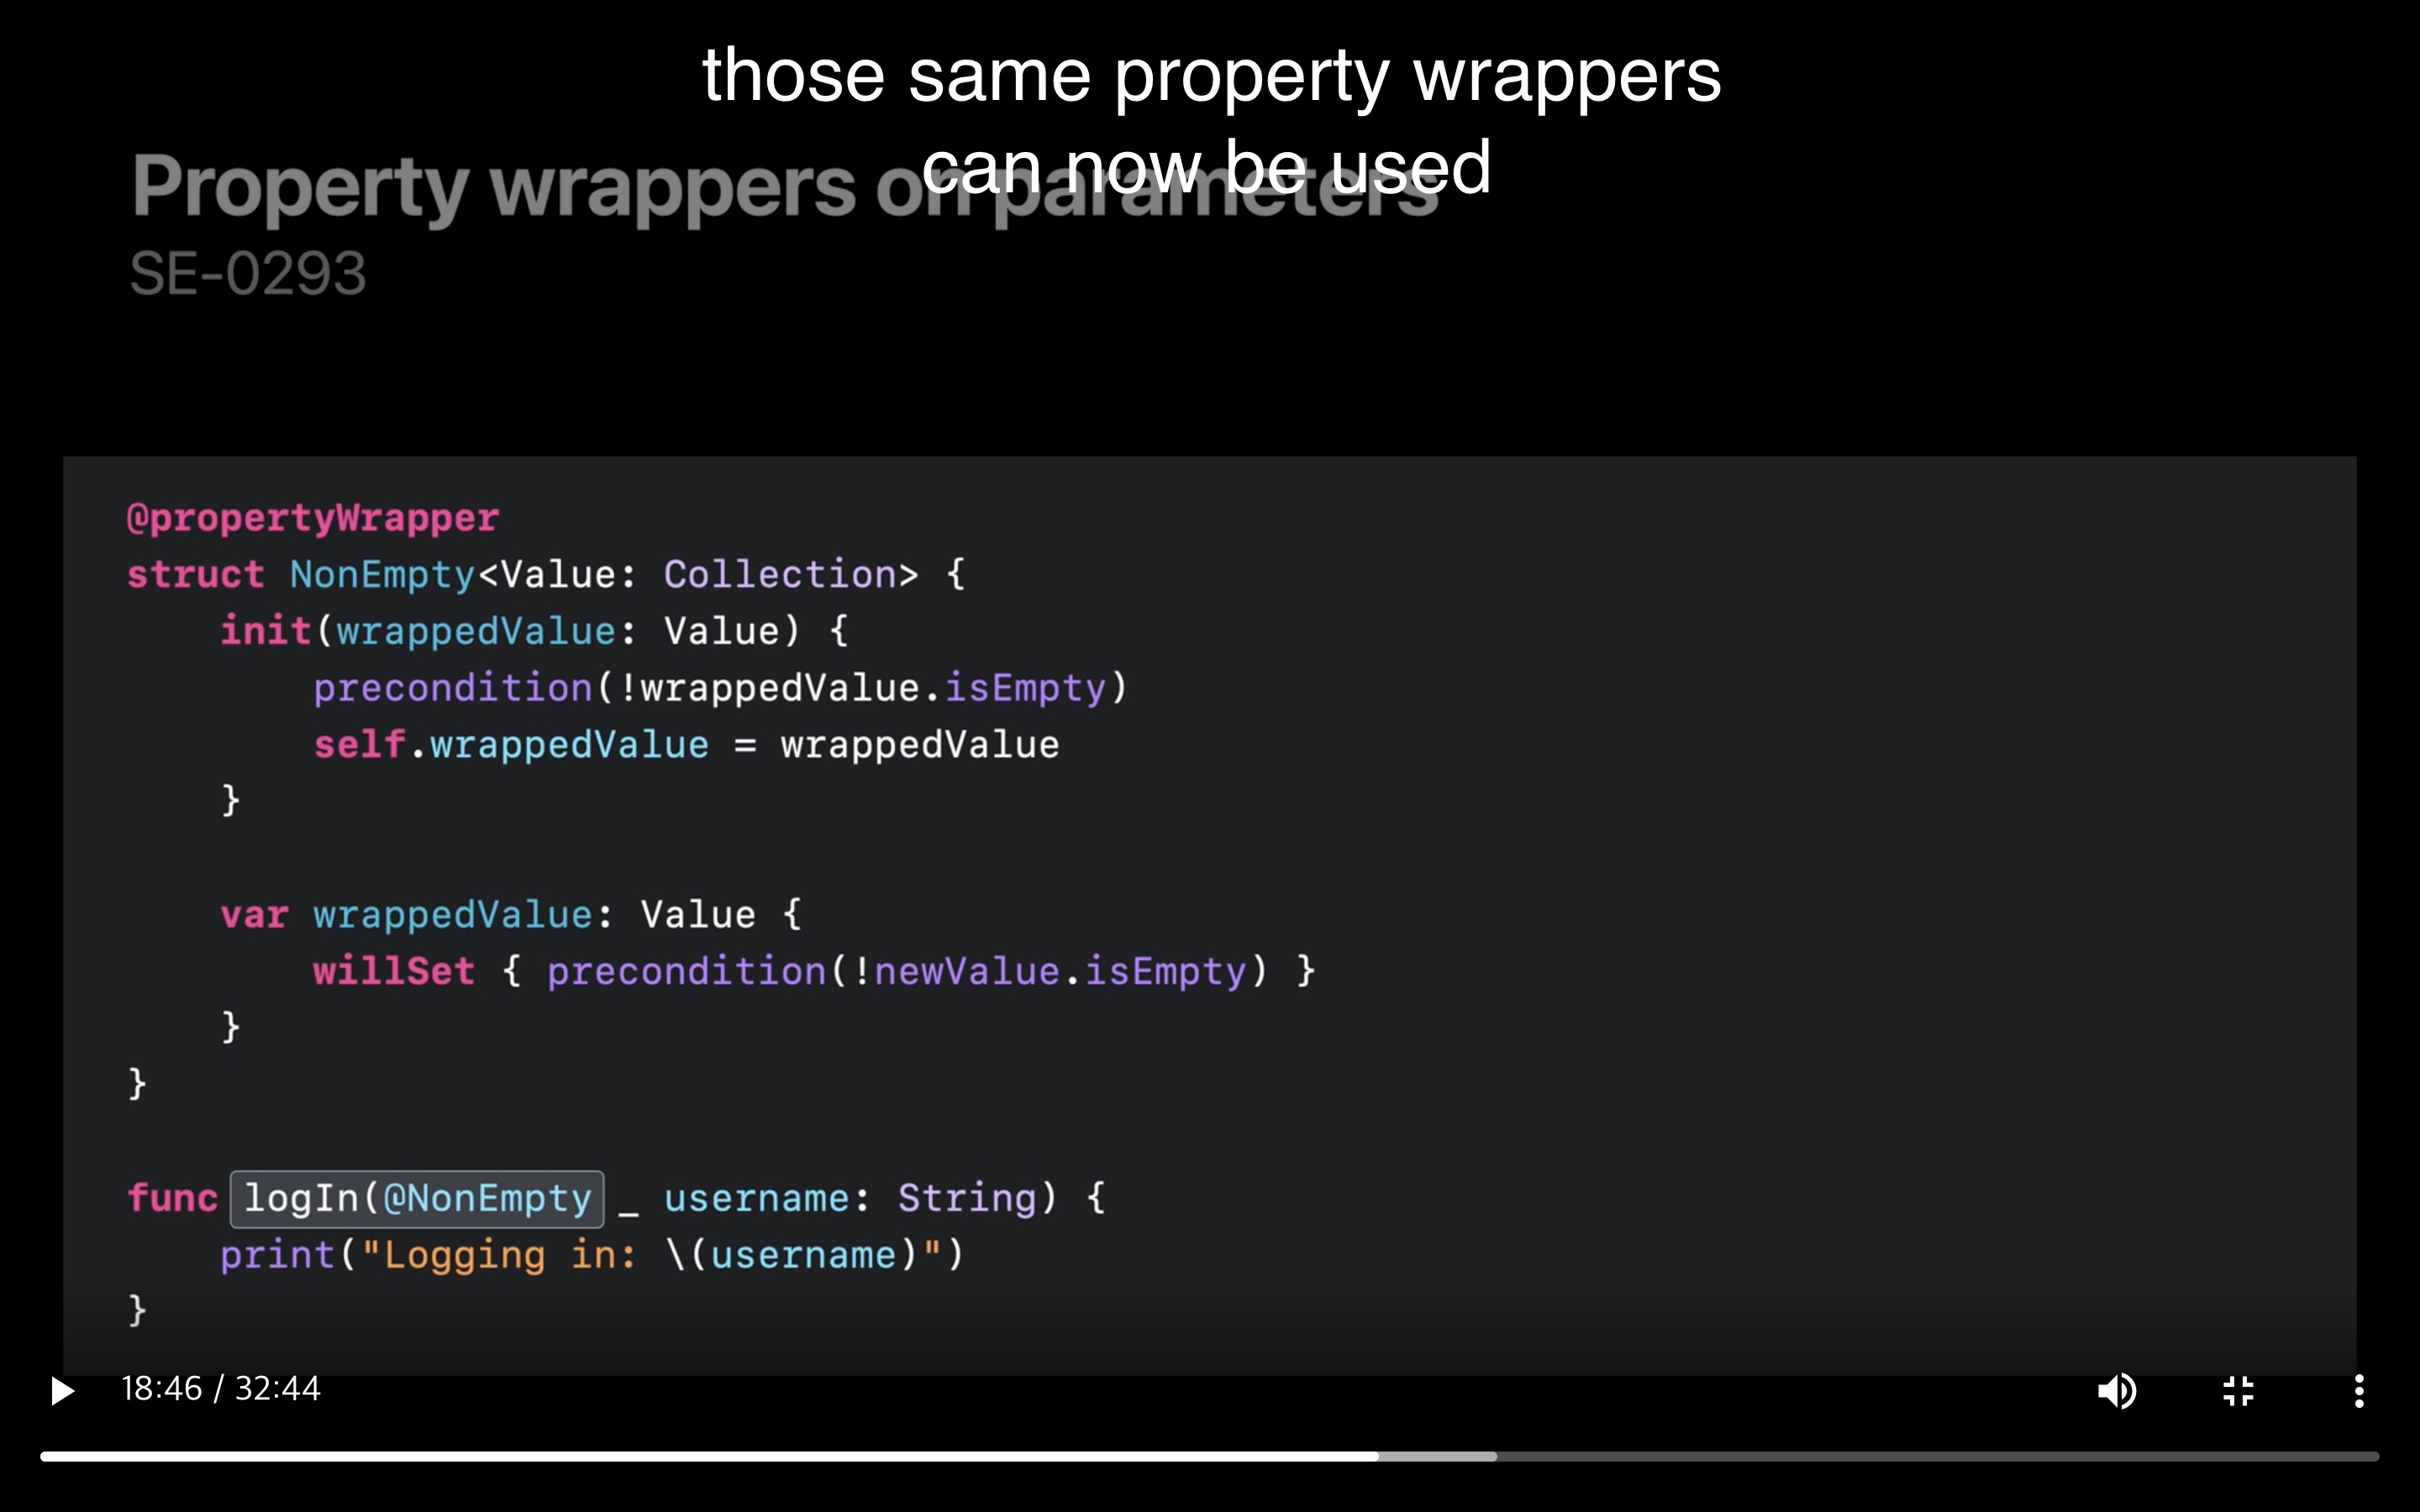 those same property wrappers
can now be used
Property wrappers on parameters
SE-0293
@propertyWrapper
struct NonEmpty<Value: Collection> {
    init(wrappedValue: Value) {
        precondition(!wrappedValue.isEmpty)
        self.wrappedValue = wrappedValue
    }
    var wrappedValue: Value {
        willSet { precondition(!newValue.isEmpty) }
    }
}
func logIn(@NonEmpty _ username: String) {
    print("Logging in: \(username)")
}
18:46 / 32:44